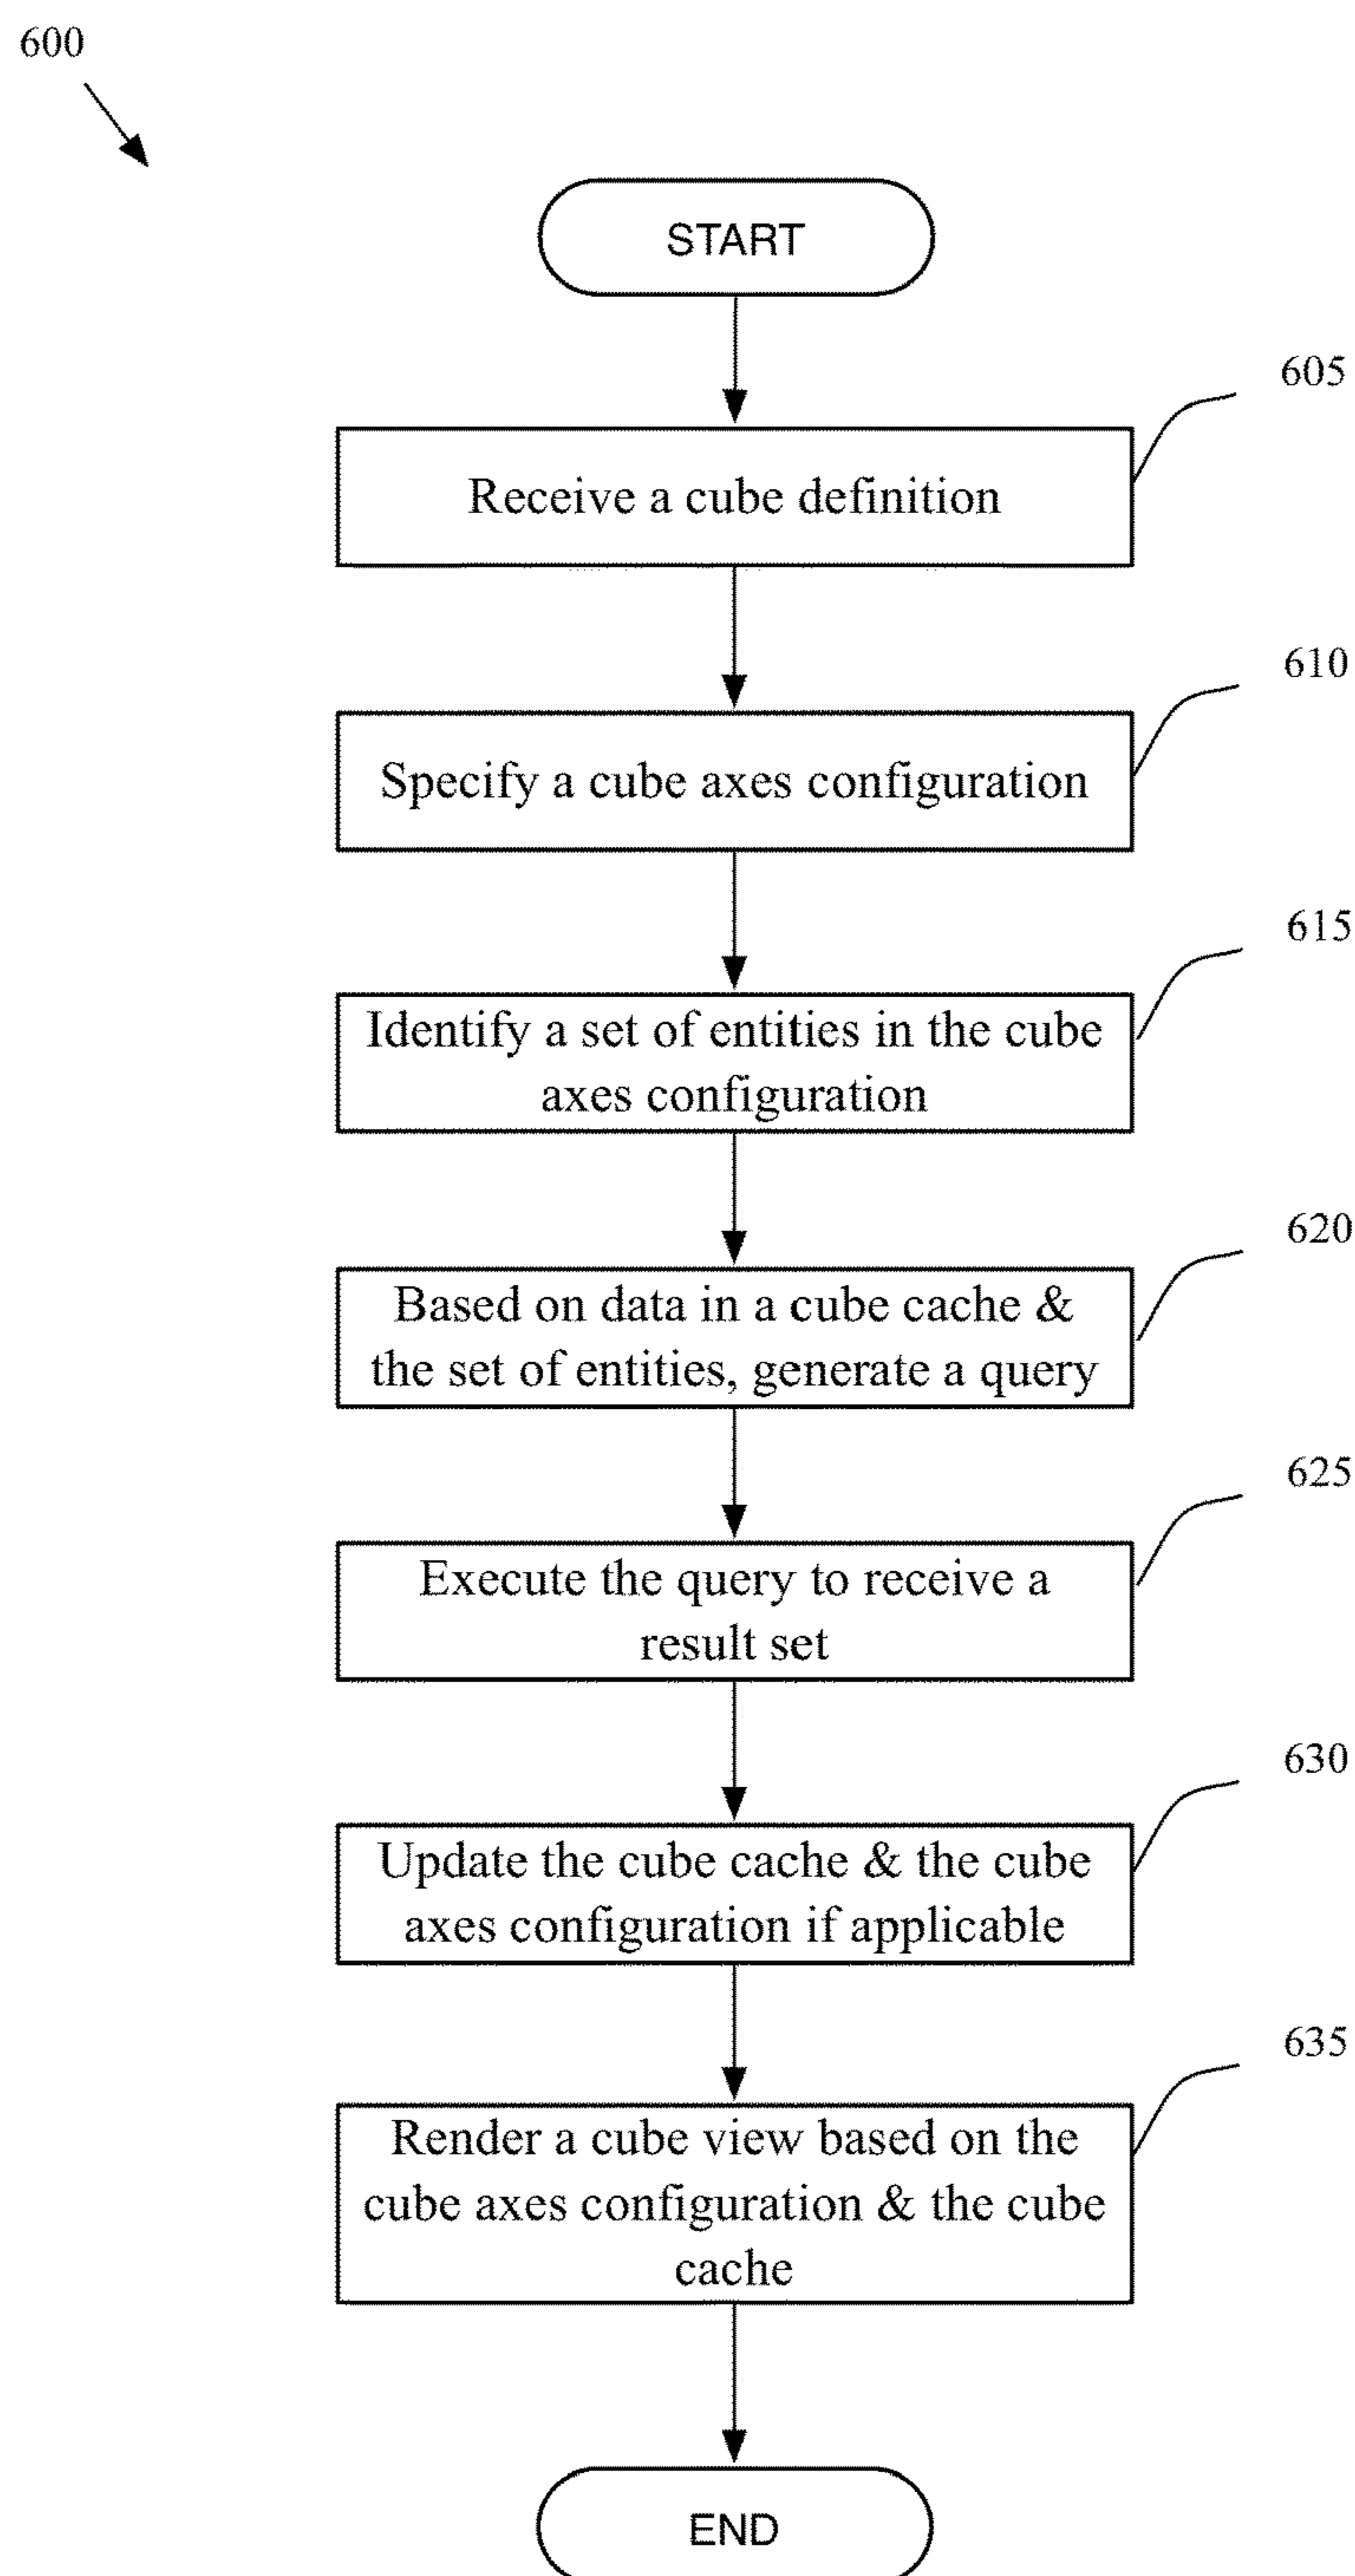 600
START
605
Receive a cube definition
610
Specify a cube axes configuration
615
Identify a set of entities in the cube
axes configuration
620
Based on data in a cube cache &
the set of entities, generate a query
625
Execute the query to receive a
result set
630
Update the cube cache & the cube
axes configuration if applicable
635
Render a cube view based on the
cube axes configuration & the cube
cache
END